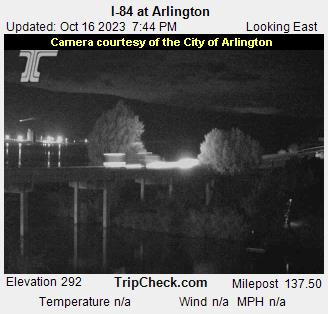 I-84 at Arlington
Updated: Oct 16 2023 7:44 PM Looking East
Camera courtesy of the City of Arlington
Elevation 292 TripCheck.com Milepost 137.50
Temperature n/a Wind n/a MPH n/a